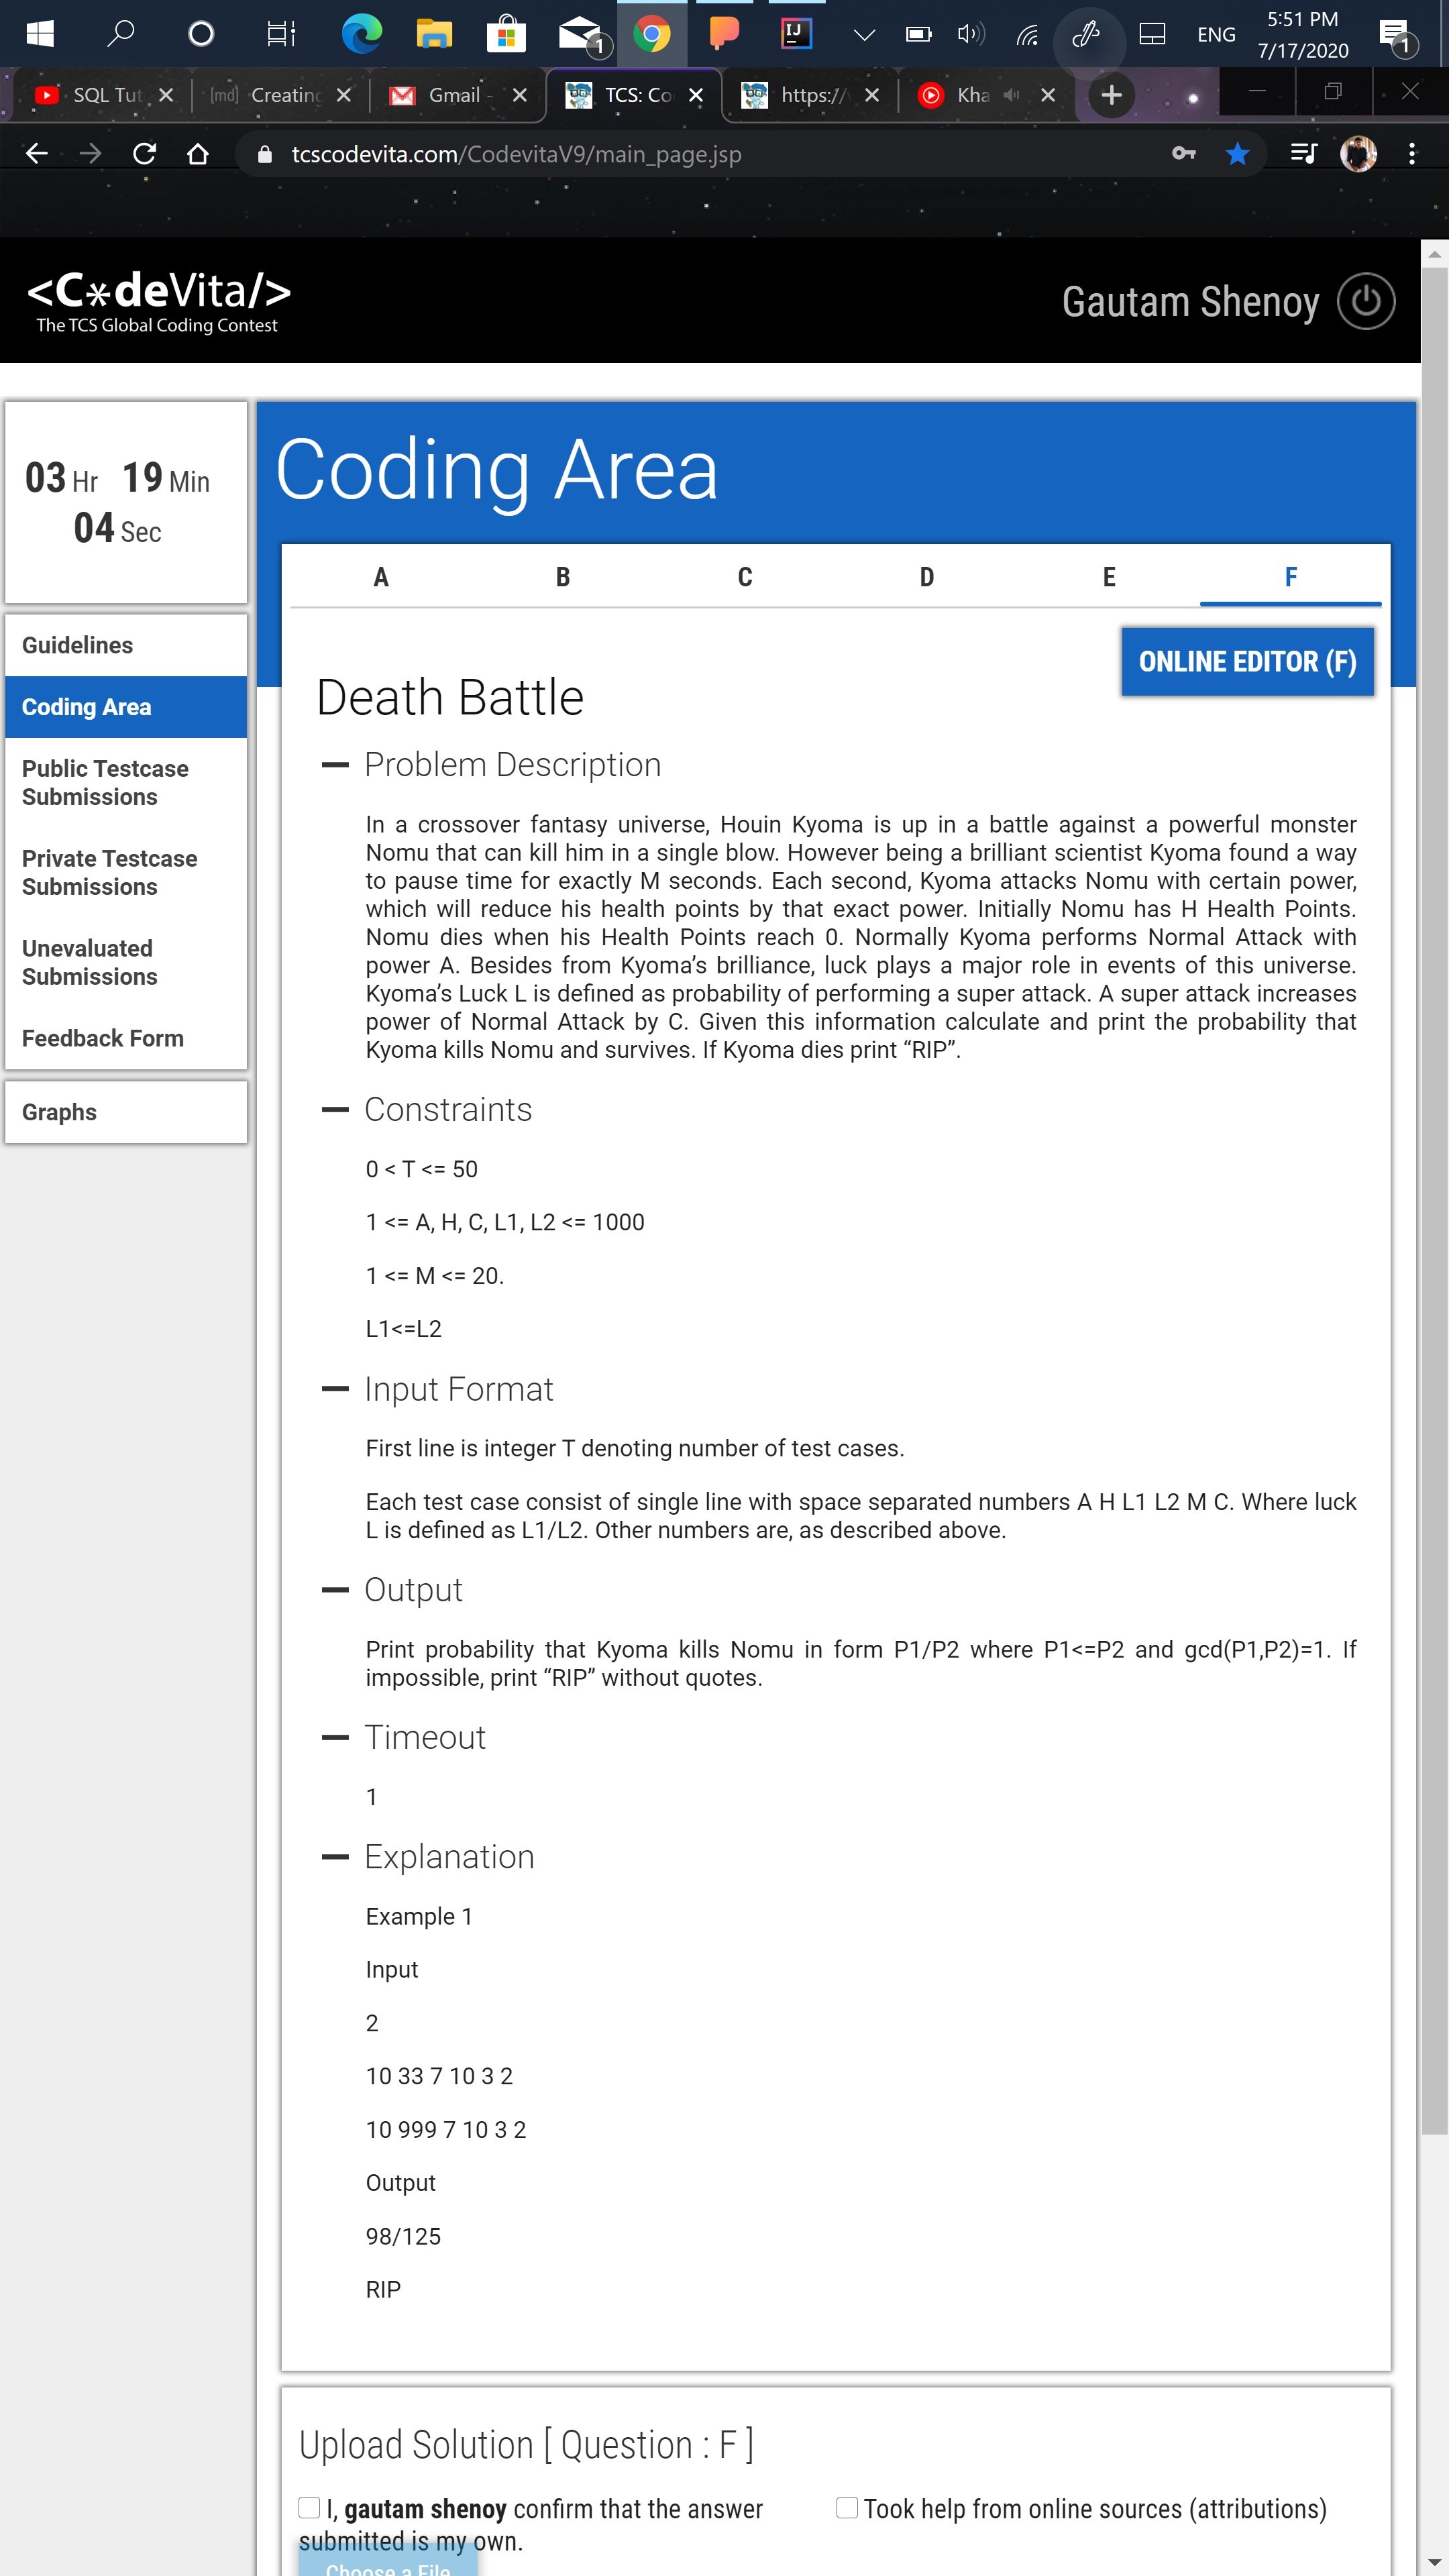 ENG
5:51 PM
7/17/2020
1
1
IJ
SQL Tut
[md] Creating
Gmail -
TCS: Co
https://
Kha
tcscodevita.com/CodevitaV9/main_page.jsp
<C*deVita/>
The TCS Global Coding Contest
Gautam Shenoy
03 Hr 19 Min
04 Sec
Guidelines
Coding Area
Public Testcase
Submissions
Private Testcase
Submissions
Unevaluated
Submissions
Feedback Form
Graphs
Coding Area
A B C D E F
ONLINE EDITOR (F)
Death Battle
Problem Description
In a crossover fantasy universe, Houin Kyoma is up in a battle against a powerful monster
Nomu that can kill him in a single blow. However being a brilliant scientist Kyoma found a way
to pause time for exactly M seconds. Each second, Kyoma attacks Nomu with certain power,
which will reduce his health points by that exact power. Initially Nomu has H Health Points.
Nomu dies when his Health Points reach 0. Normally Kyoma performs Normal Attack with
power A. Besides from Kyoma’s brilliance, luck plays a major role in events of this universe.
Kyoma’s Luck L is defined as probability of performing a super attack. A super attack increases
power of Normal Attack by C. Given this information calculate and print the probability that
Kyoma kills Nomu and survives. If Kyoma dies print “RIP”.
Constraints
0 < T <= 50
1 <= A, H, C, L1, L2 <= 1000
1 <= M <= 20.
L1<=L2
Input Format
First line is integer T denoting number of test cases.
Each test case consist of single line with space separated numbers A H L1 L2 M C. Where luck
L is defined as L1/L2. Other numbers are, as described above.
Output
Print probability that Kyoma kills Nomu in form P1/P2 where P1<=P2 and gcd(P1,P2)=1. If
impossible, print “RIP” without quotes.
Timeout
1
Explanation
Example 1
Input
2
10 33 7 10 3 2
10 999 7 10 3 2
Output
98/125
RIP
Upload Solution [ Question : F ]
I, gautam shenoy confirm that the answer
submitted is my own.
Took help from online sources (attributions)
Choose a File